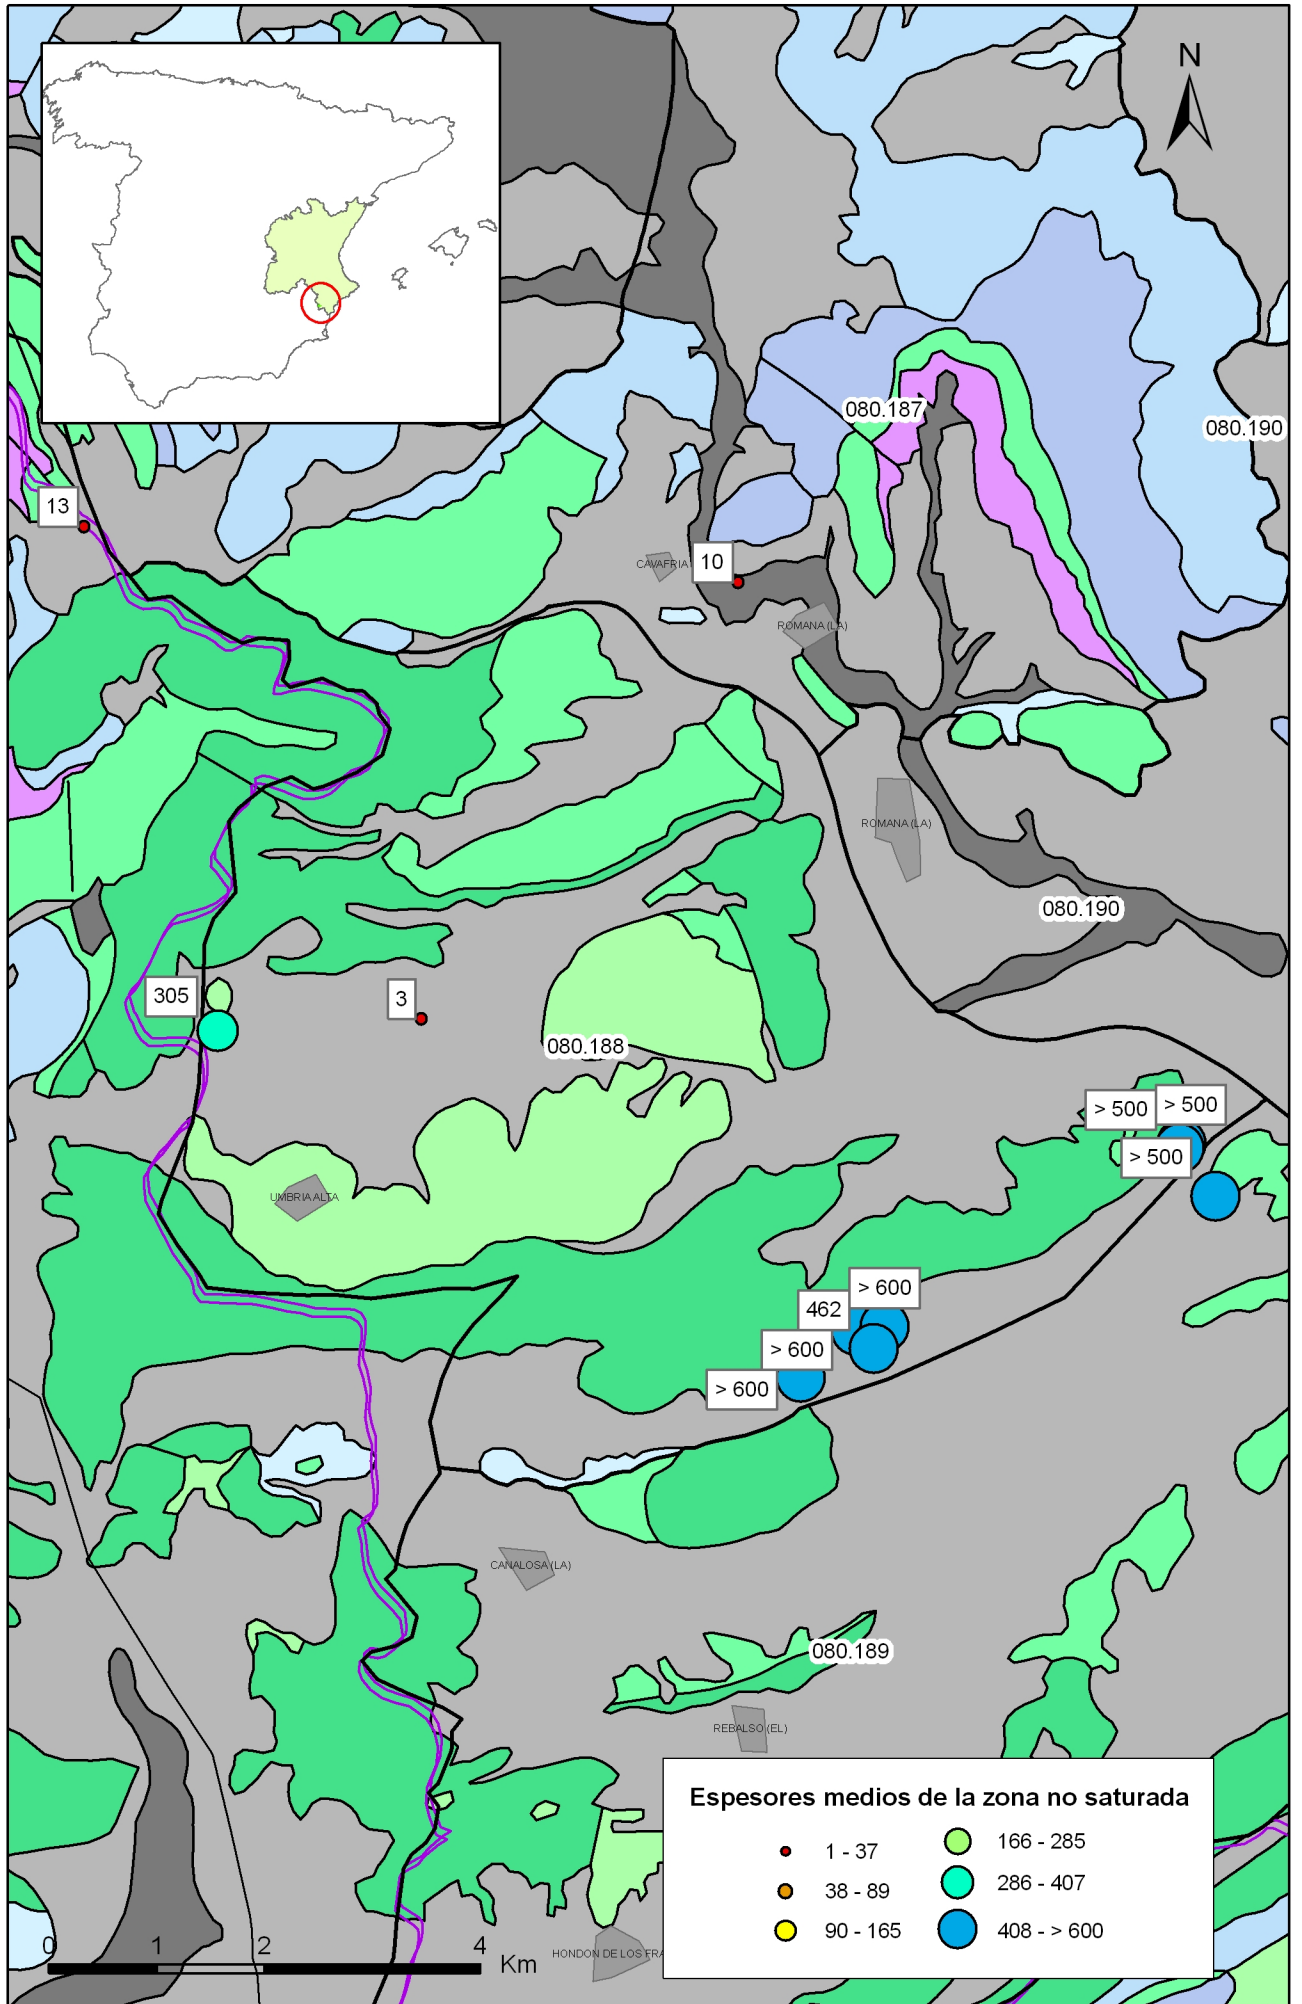 N
080.187
080.190
13
CAVAFRIA
10
ROMANA (LA)
ROMANA (LA)
080.190
305
3
080.188
> 500
> 500
> 500
UMBRIA ALTA
> 600
462
> 600
> 600
CANALOSA (LA)
080.189
REBALSO (EL)
Espesores medios de la zona no saturada
1 - 37
166 - 285
38 - 89
286 - 407
90 - 165
408 - > 600
HONDON DE LOS FRA
0 1 2 4 Km